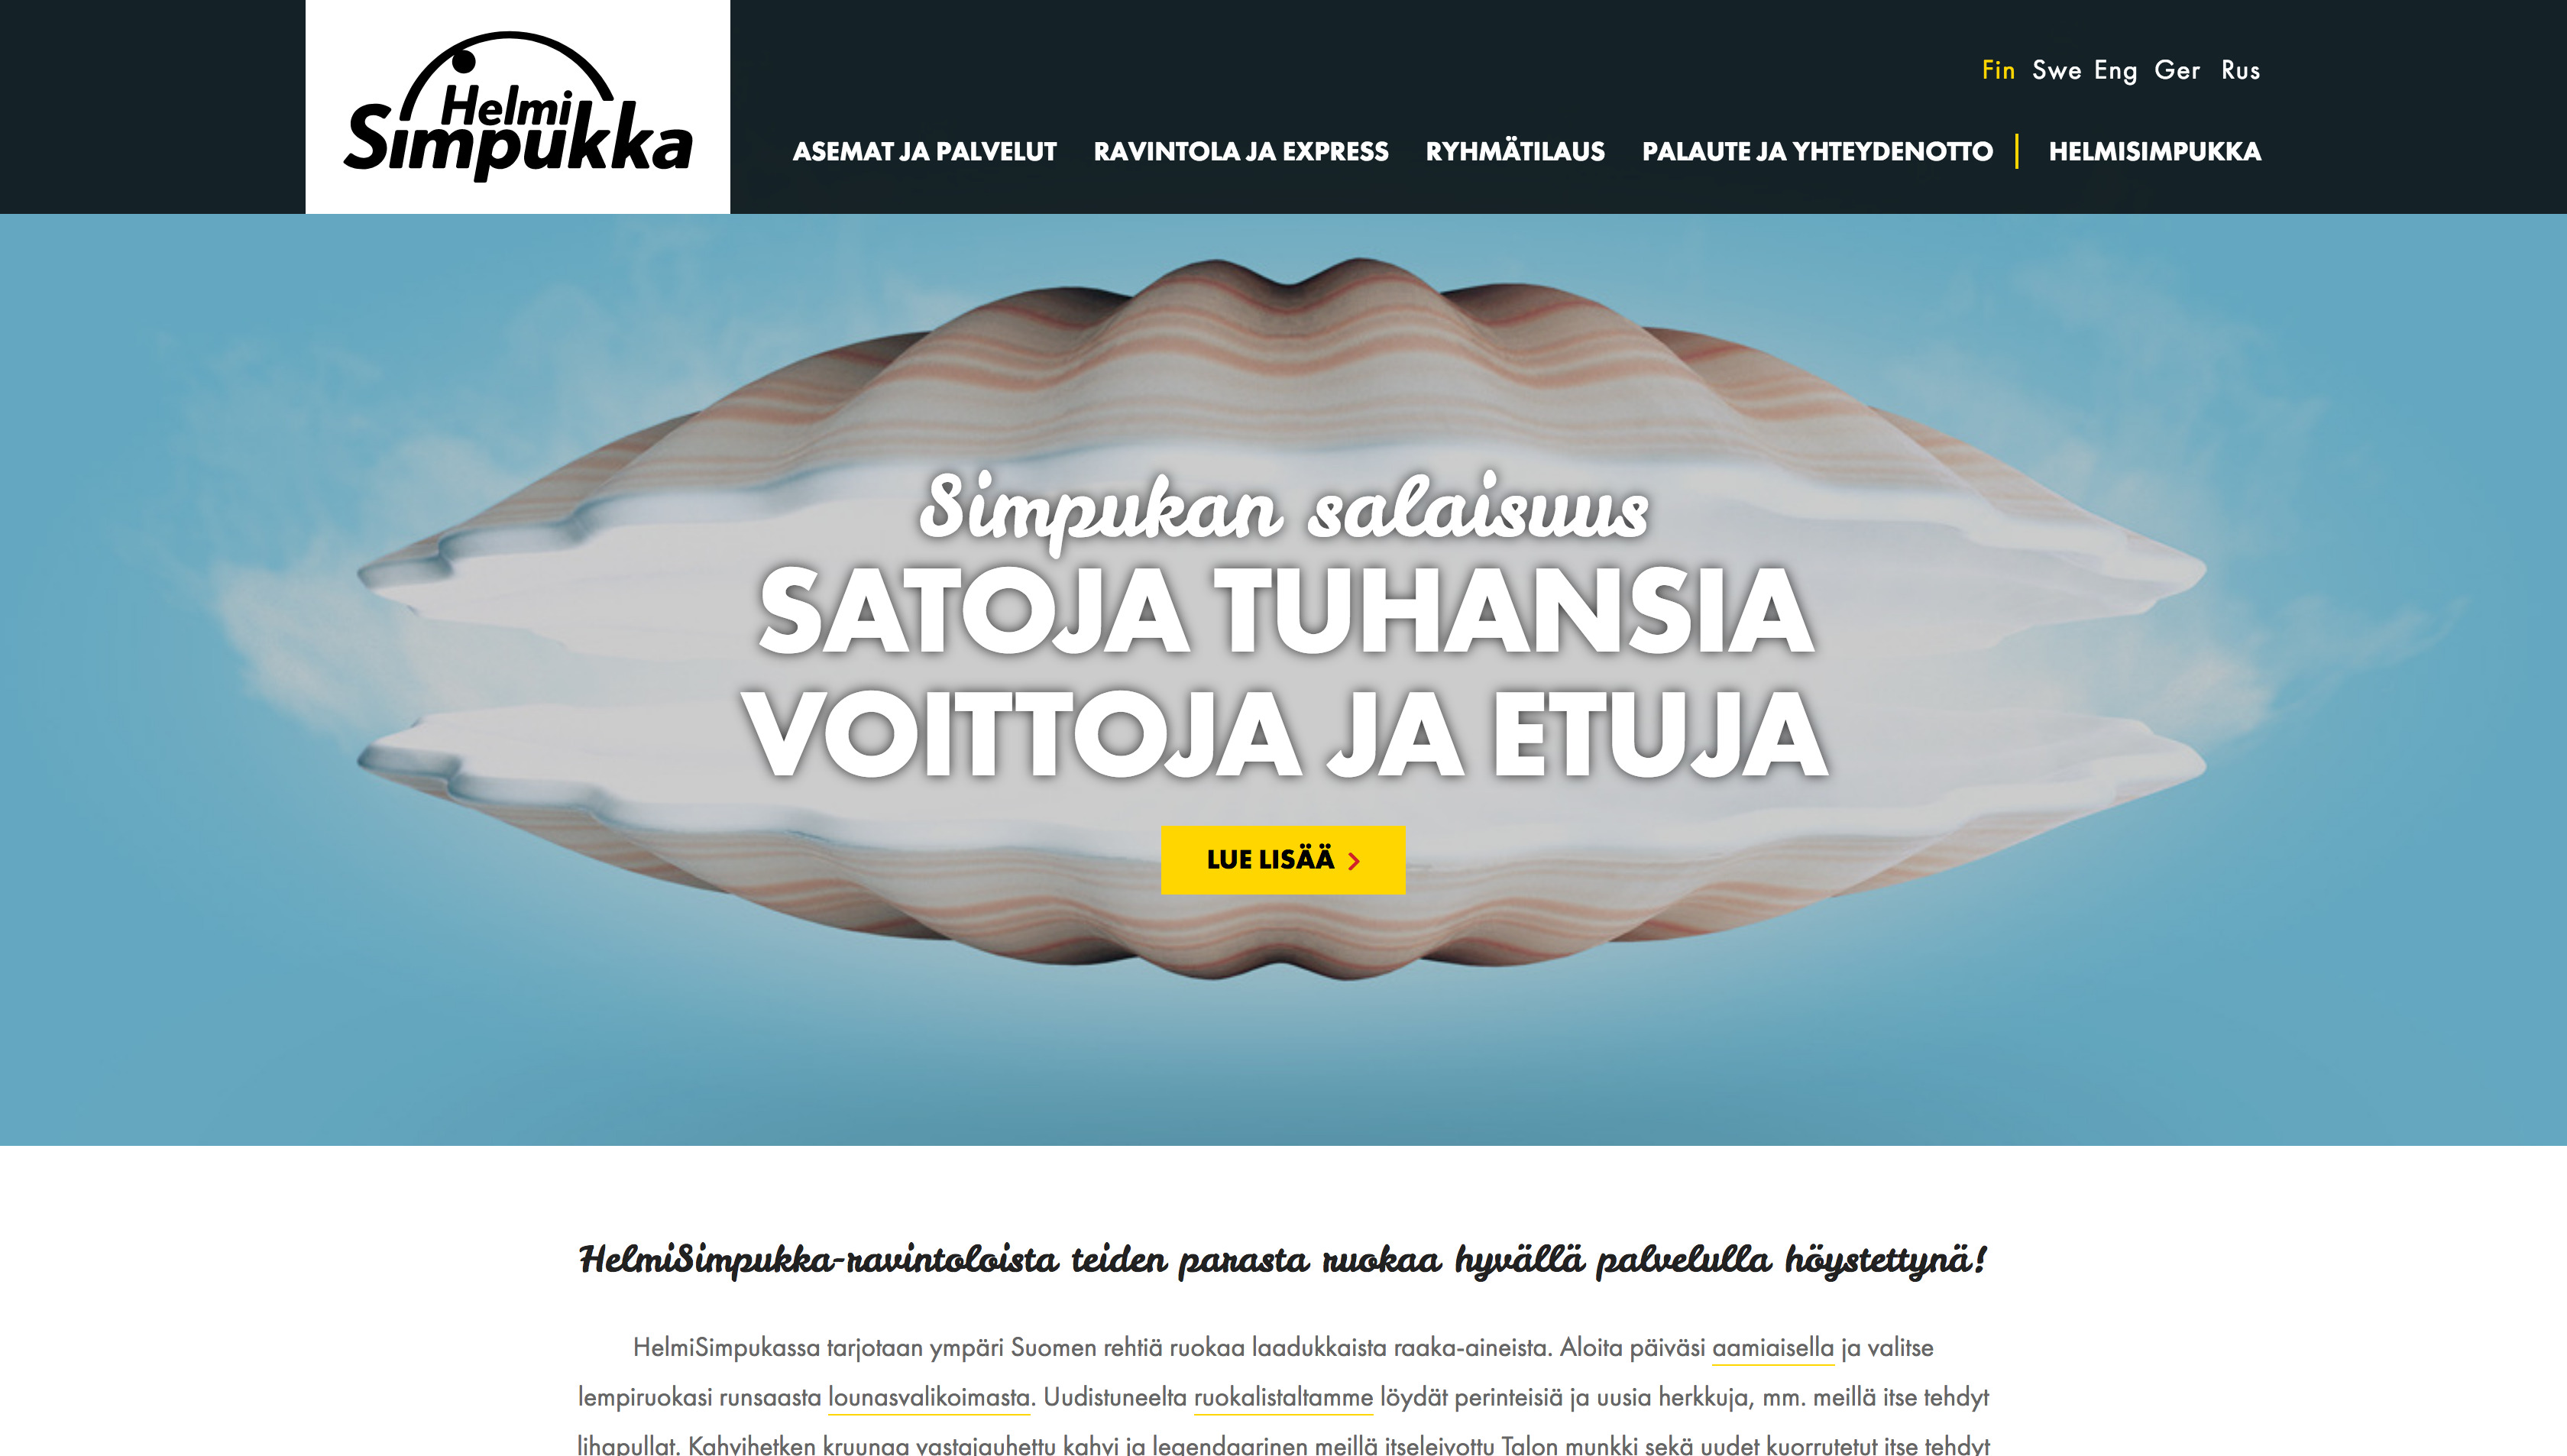 Helmi
Simpukka
Fin Swe Eng Ger Rus
ASEMAT JA PALVELUT RAVINTOLA JA EXPRESS RYHMÄTILAUS PALAUTE JA YHTEYDENOTTO HELMISIMPUKKA
Simpukan salaisuus
SATOJA TUHANSIA
VOITTOJA JA ETUJA
LUE LISÄÄ
HelmiSimpukka-ravintoloista teiden parasta ruokaa hyvällä palvelulla höystettynä!
HelmiSimpukassa tarjotaan ympäri Suomen rehtiä ruokaa laadukkaista raaka-aineista. Aloita päiväsi aamiaisella ja valitse
lempiruokasi runsaasta lounasvalikoimasta. Uudistuneelta ruokalistaltamme löydät perinteisiä ja uusia herkkuja, mm. meillä itse tehdyt
lihapullat. Kahvihetken kruunaa vastajauhettu kahvi ja legendaarinen meillä itseleivottu Talon munkki sekä uudet kuorrutetut itse tehdyt